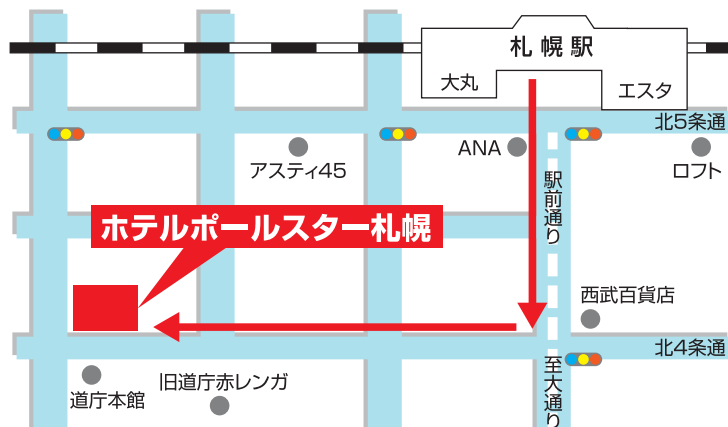 札幌駅
大丸
エスタ
北5条通
アスティ45
ANA
ロフト
駅前通り
ホテルポールスター札幌
西武百貨店
北4条通
至大通り
道庁本館
旧道庁赤レンガ